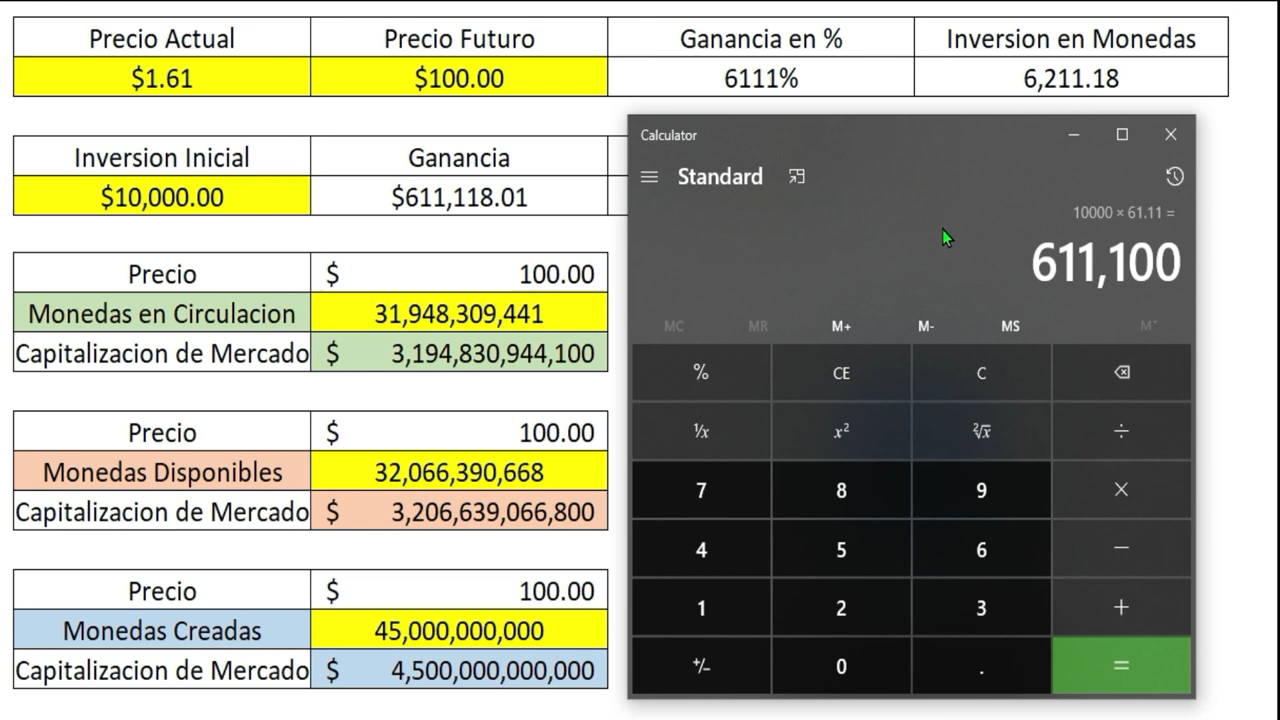 Precio Actual Precio Futuro Ganancia en % Inversion en Monedas
$1.61 $100.00 6111% 6,211.18
Inversion Inicial Ganancia
$10,000.00 $611,118.01
Precio $ 100.00
Monedas en Circulacion 31,948,309,441
Capitalizacion de Mercado $ 3,194,830,944,100
Precio $ 100.00
Monedas Disponibles 32,066,390,668
Capitalizacion de Mercado $ 3,206,639,066,800
Precio $ 100.00
Monedas Creadas 45,000,000,000
Capitalizacion de Mercado $ 4,500,000,000,000
Calculator
Standard
10000 × 61.11 =
611,100
MC MR M+ M- MS M˅
% CE C
¹/x x² ²√x ÷
7 8 9 ×
4 5 6 −
1 2 3 +
+/− 0 . =